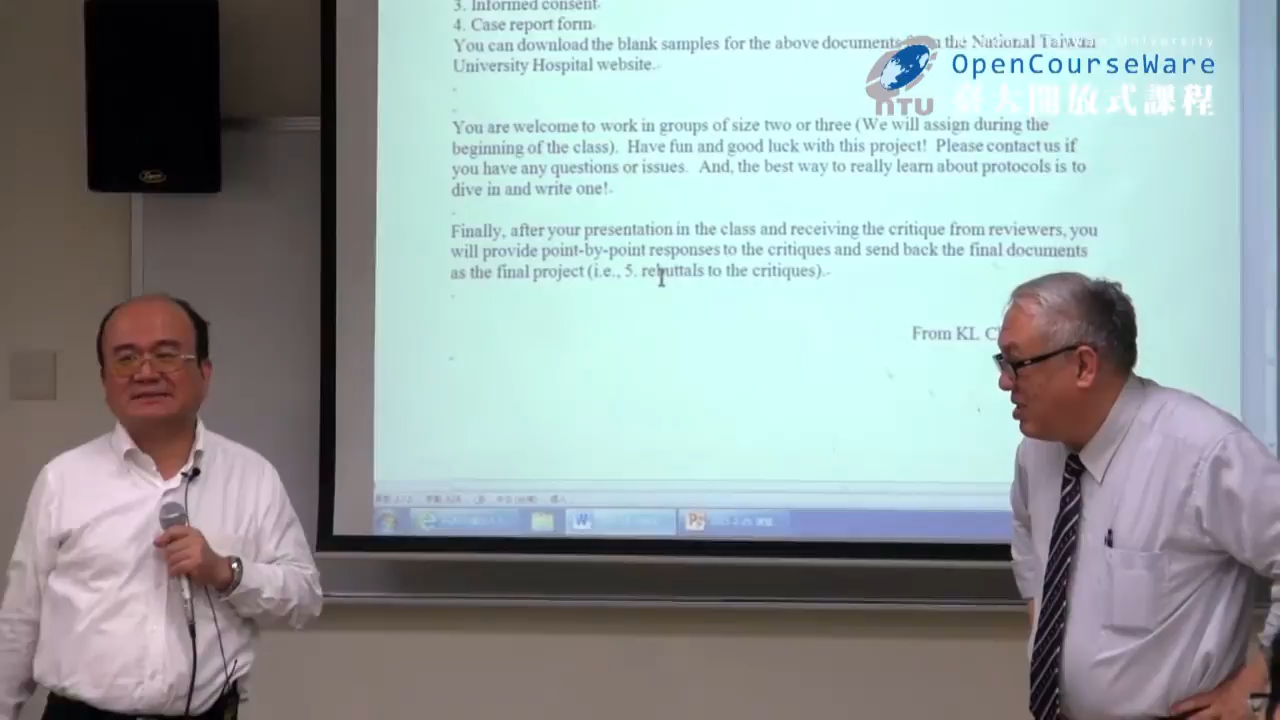 3. Informed consent
4. Case report form
You can download the blank samples for the above documents from the National Taiwan
University Hospital website.
National Taiwan University
OpenCourseWare
臺大開放式課程
NTU
You are welcome to work in groups of size two or three (We will assign during the
beginning of the class). Have fun and good luck with this project! Please contact us if
you have any questions or issues. And, the best way to really learn about protocols is to
dive in and write one!
Finally, after your presentation in the class and receiving the critique from reviewers, you
will provide point-by-point responses to the critiques and send back the final documents
as the final project (i.e., 5. rebuttals to the critiques).
From KL